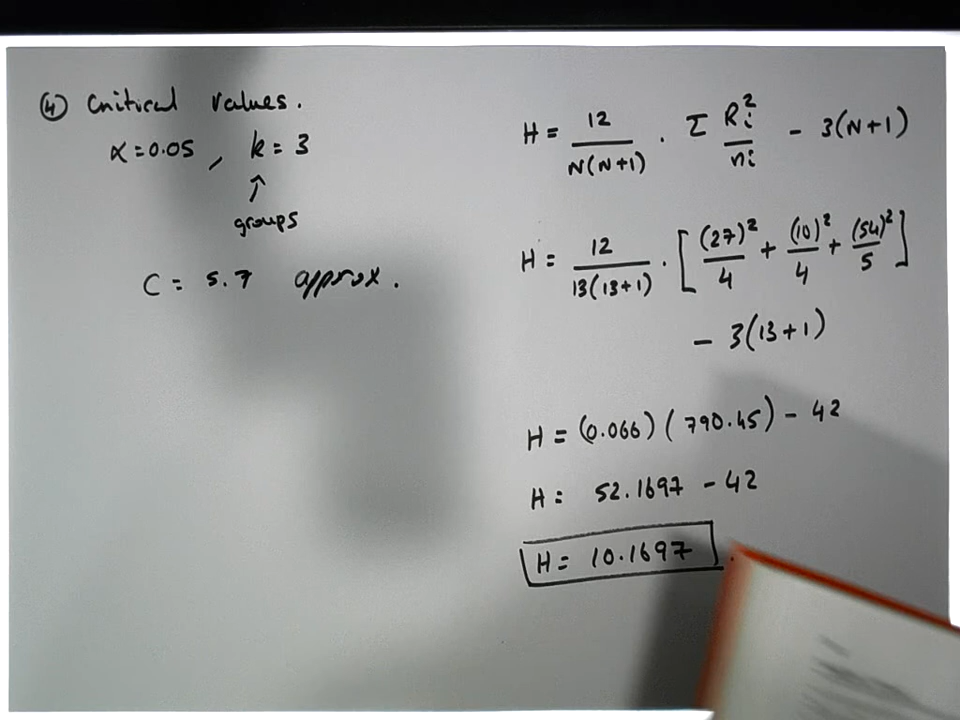 ④ Critical values.
α = 0.05, k = 3
↑
groups
C = 5.7 approx.
H = 12/N(N+1) . Σ Ri²/ni - 3(N+1)
H = 12/13(13+1) . [(27)²/4 + (10)²/4 + (54)²/5]
- 3(13+1)
H = (0.066)(790.45) - 42
H = 52.1697 - 42
H = 10.1697